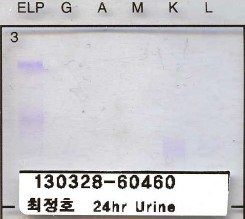 ELP G A M K L
3
130328-60460
최정호 24hr Urine